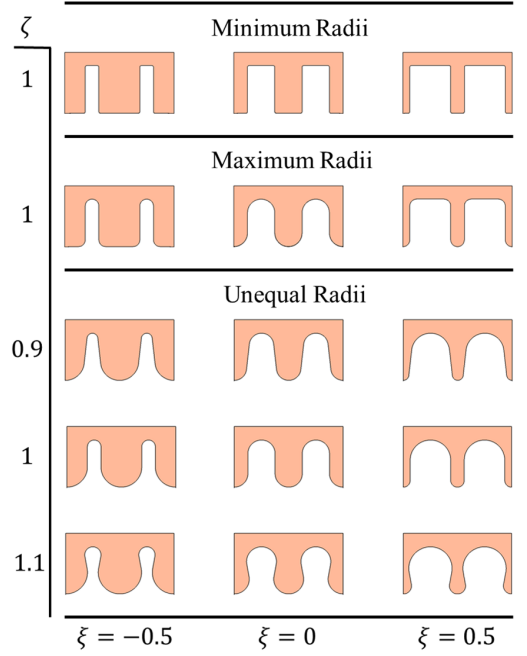 Minimum Radii
ζ
1
Maximum Radii
1
Unequal Radii
0.9
1
1.1
ξ = −0.5 ξ = 0 ξ = 0.5